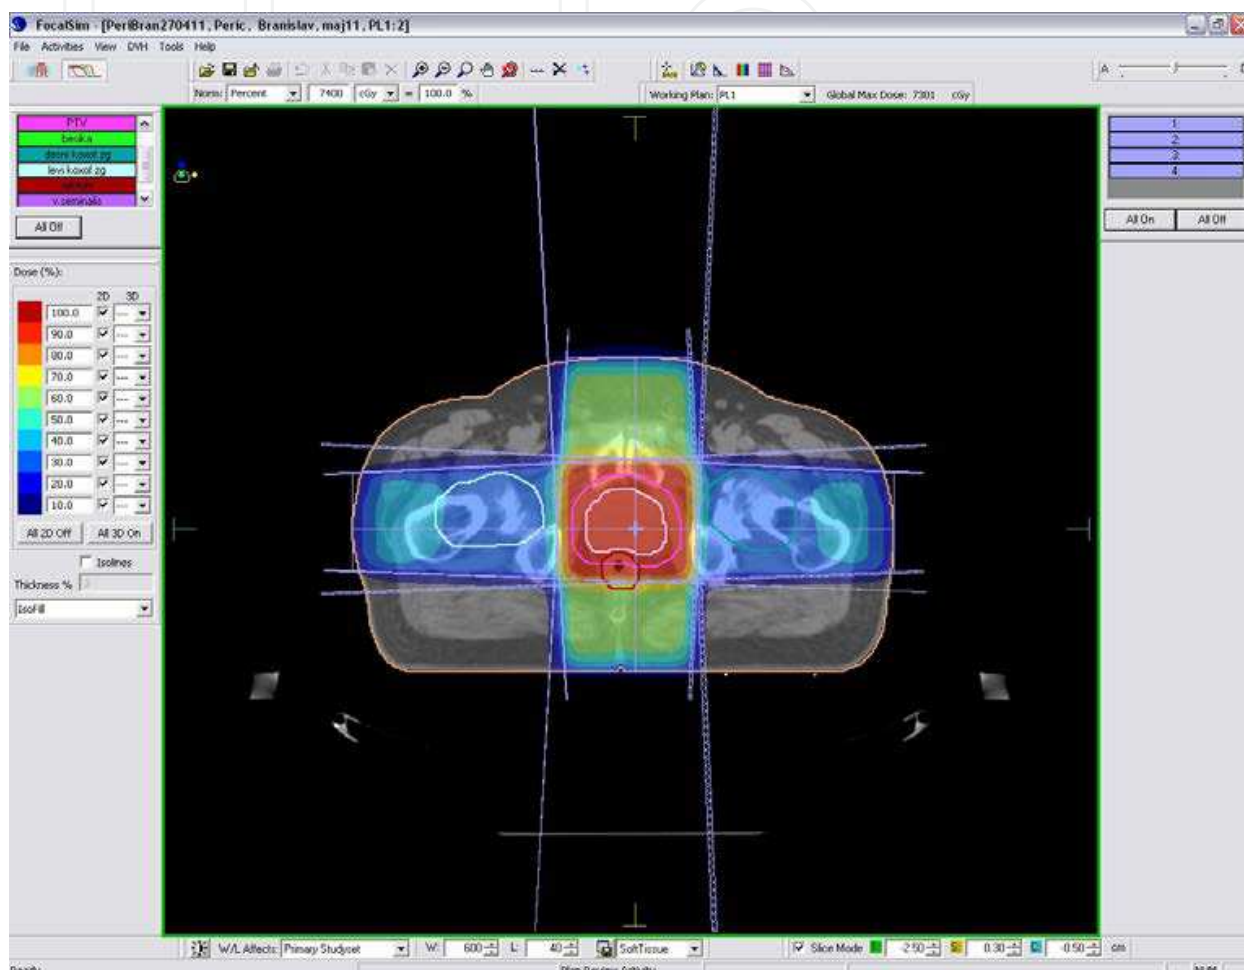 FocalSim - [PeriBran270411, Peric, Branislav, maj11, PL1:2]
File Activities View DVH Tools Help
Norm: Percent 7400 cGy = 100.0 %
Working Plan: PL1 Global Max Dose: 7301 cGy
A
PTV
besika
desni koxof zg
levi koxof zg
v.seminalis
All Off
1
2
3
4
All On All Off
Dose (%):
2D 3D
100.0 ---
90.0 ---
80.0 ---
70.0 ---
60.0 ---
50.0 ---
40.0 ---
30.0 ---
20.0 ---
10.0 ---
All 2D Off All 3D On
Isolines
Thickness %
IsoFill
W/L Affects: Primary Studyset W: 600 L: 40 SoftTissue Slice Mode -2.50 S: 0.30 C: -0.50 cm